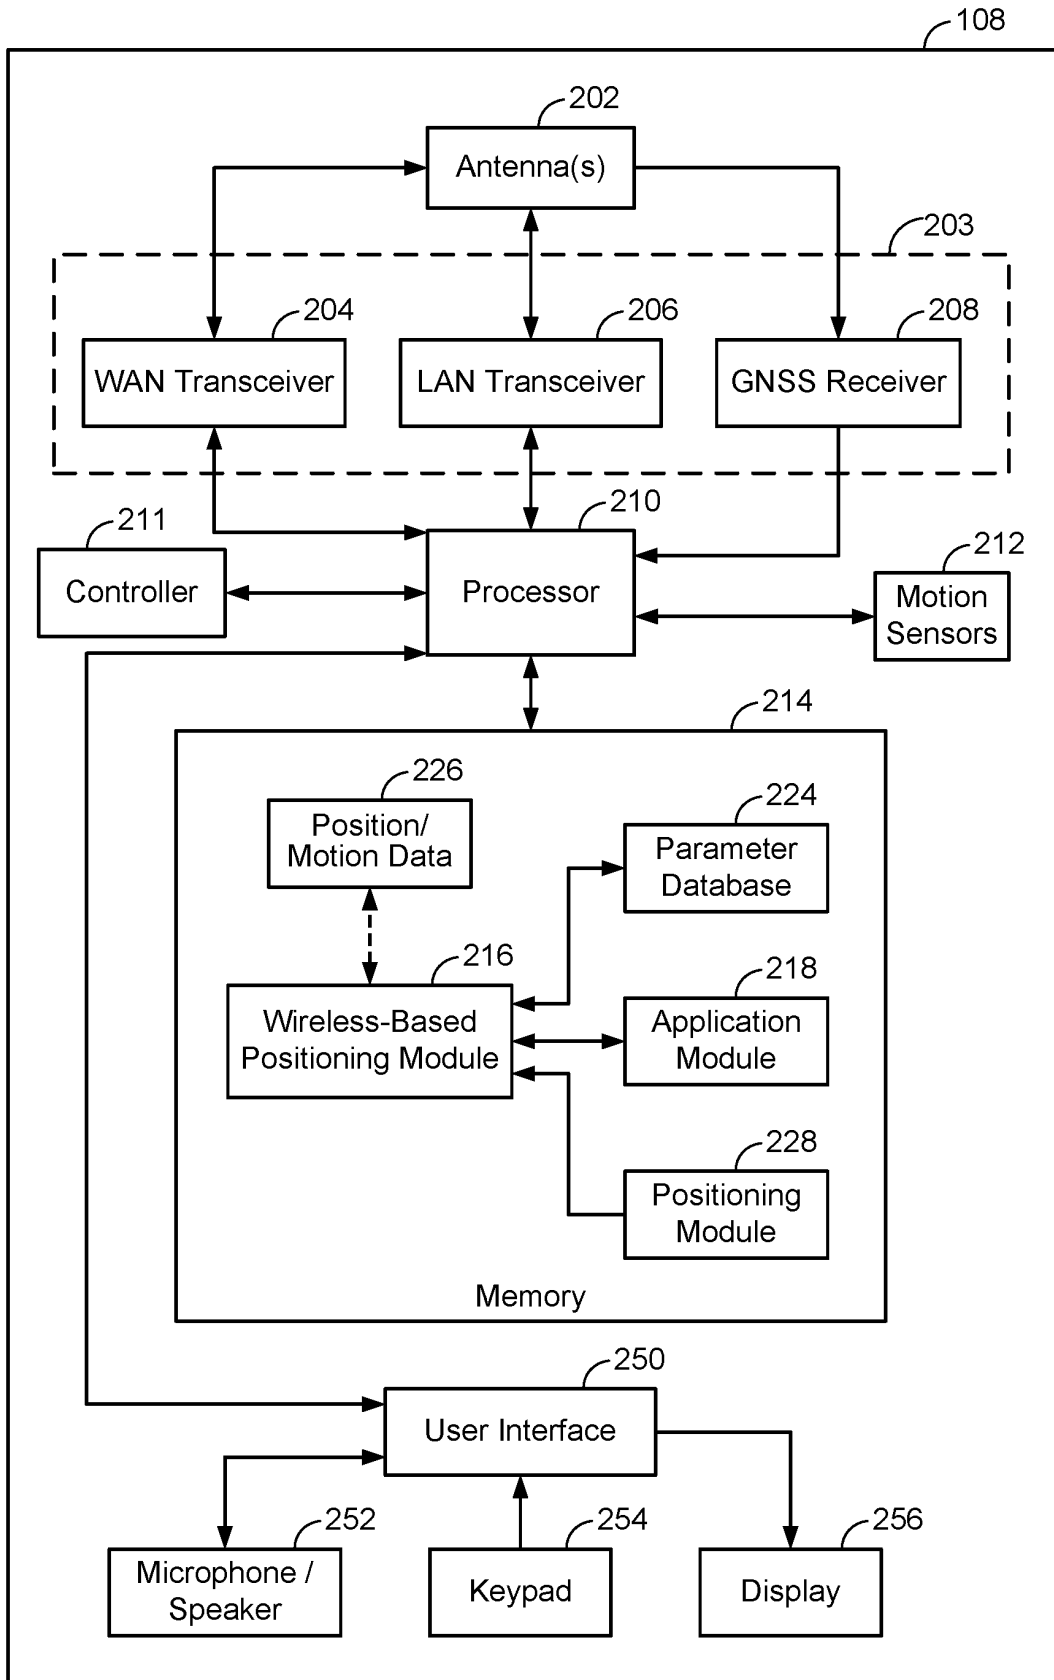 108
202
Antenna(s)
203
204
206
208
WAN Transceiver
LAN Transceiver
GNSS Receiver
210
211
212
Controller
Processor
Motion
Sensors
214
226
224
Position/
Motion Data
Parameter
Database
216
218
Wireless-Based
Positioning Module
Application
Module
228
Positioning
Module
Memory
250
User Interface
252
254
256
Microphone /
Speaker
Keypad
Display